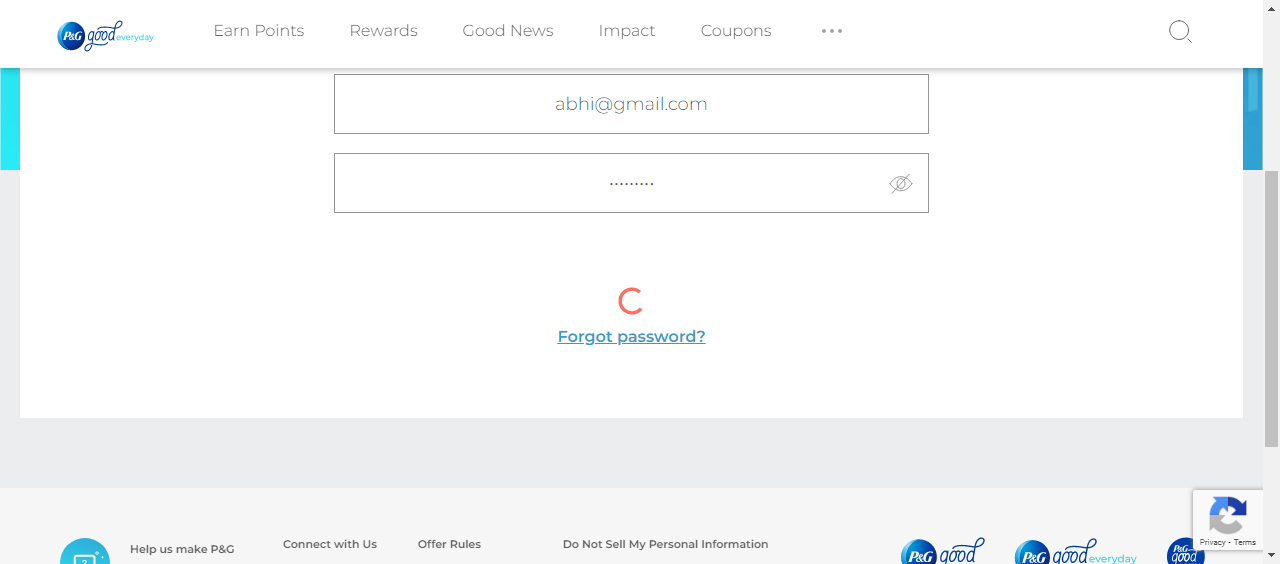 P&G good everyday
Earn Points
Rewards
Good News
Impact
Coupons
abhi@gmail.com
•••••••••
Forgot password?
Help us make P&G
Connect with Us
Offer Rules
Do Not Sell My Personal Information
P&G good
P&G good everyday
P&G good
Privacy - Terms